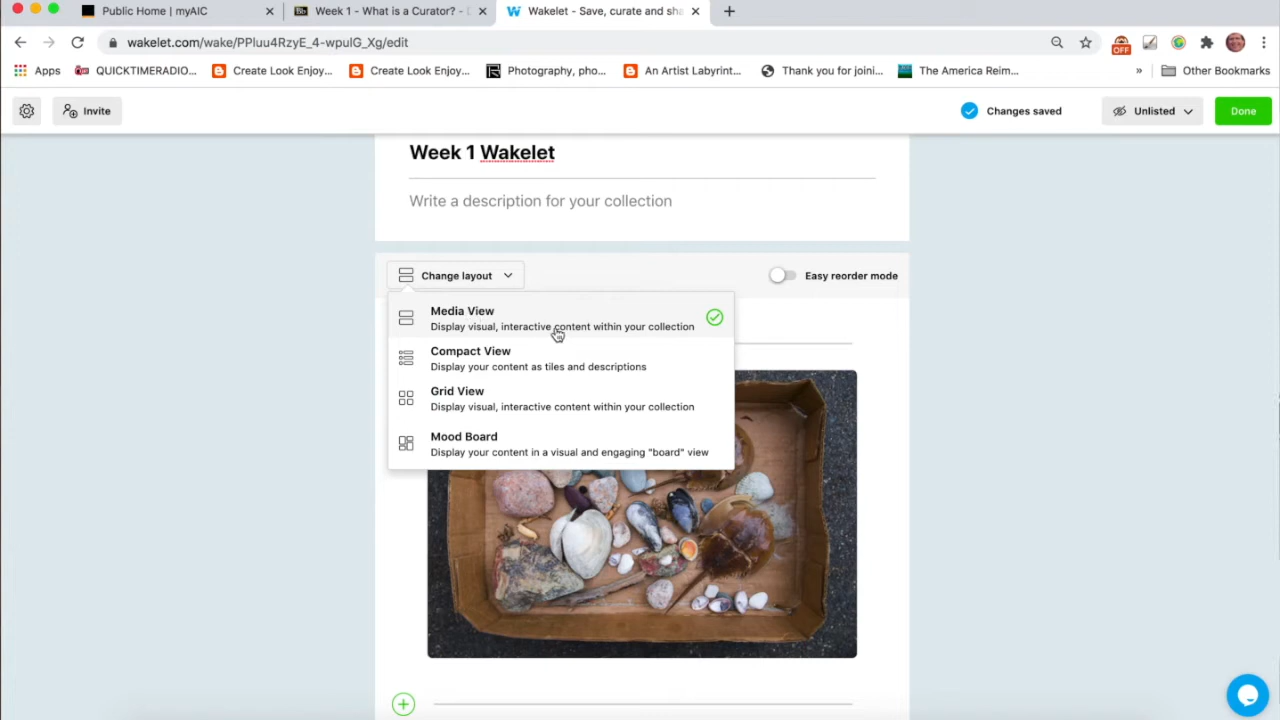 Public Home | myAIC
Week 1 - What is a Curator? - D
Wakelet - Save, curate and sha
wakelet.com/wake/PPluu4RzyE_4-wpulG_Xg/edit
OFF
Apps
QUICKTIMERADIO...
Create Look Enjoy...
Create Look Enjoy...
Photography, pho...
An Artist Labyrint...
Thank you for joini...
The America Reim...
»
Other Bookmarks
Invite
Changes saved
Unlisted
Done
Week 1 Wakelet
Write a description for your collection
Change layout
Easy reorder mode
Media View
Display visual, interactive content within your collection
Compact View
Display your content as tiles and descriptions
Grid View
Display visual, interactive content within your collection
Mood Board
Display your content in a visual and engaging "board" view